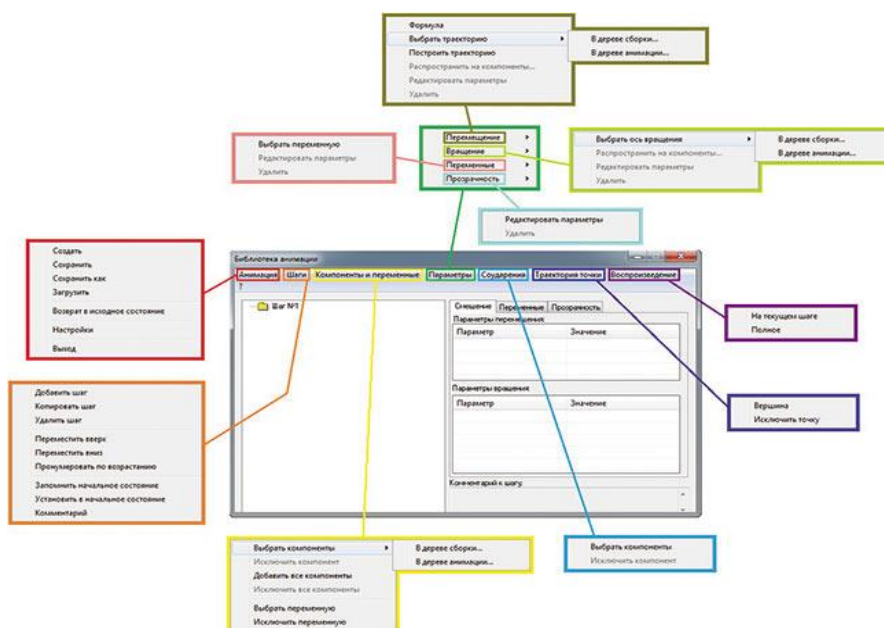 Формула
Выбрать траекторию
В дереве сборки...
Построить траекторию
В дереве анимации...
Распространить на компоненты...
Редактировать параметры
Удалить
Выбрать переменную
Редактировать параметры
Удалить
Перемещение
Вращение
Переменные
Прозрачность
Выбрать ось вращения
В дереве сборки...
Распространить на компоненты...
В дереве анимации...
Редактировать параметры
Удалить
Редактировать параметры
Удалить
Создать
Сохранить
Сохранить как
Загрузить
Возврат в исходное состояние
Настройки
Выход
Библиотека анимации
Анимация Шаги Компоненты и переменные Параметры Соударения Траектория точки Воспроизведение
?
Шаг №1
Смещение Переменные Прозрачность
Параметры перемещения:
Параметр Значение
Параметры вращения:
Параметр Значение
Комментарий к шагу:
На текущем шаге
Полное
Добавить шаг
Копировать шаг
Удалить шаг
Переместить вверх
Переместить вниз
Пронумеровать по возрастанию
Запомнить начальное состояние
Установить в начальное состояние
Комментарий
Вершина
Исключить точку
Выбрать компоненты
В дереве сборки...
Исключить компонент
В дереве анимации...
Добавить все компоненты
Исключить все компоненты
Выбрать переменную
Исключить переменную
Выбрать компоненты
Исключить компонент